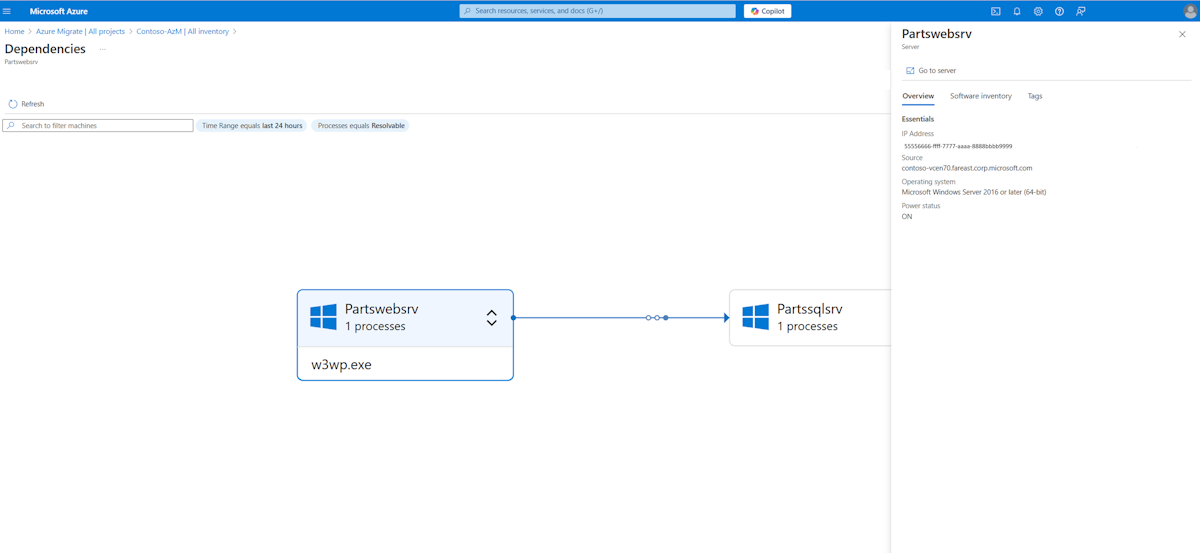 Microsoft Azure
Search resources, services, and docs (G+/)
Copilot
Home > Azure Migrate | All projects > Contoso-AzM | All inventory >
Dependencies ...
Partswebsrv
Refresh
Search to filter machines
Time Range equals last 24 hours
Processes equals Resolvable
Partswebsrv
1 processes
w3wp.exe
Partssqlsrv
1 processes
Partswebsrv
Server
Go to server
Overview
Software inventory
Tags
Essentials
IP Address
55556666-ffff-7777-aaaa-8888bbbb9999
Source
contoso-vcen70.fareast.corp.microsoft.com
Operating system
Microsoft Windows Server 2016 or later (64-bit)
Power status
ON